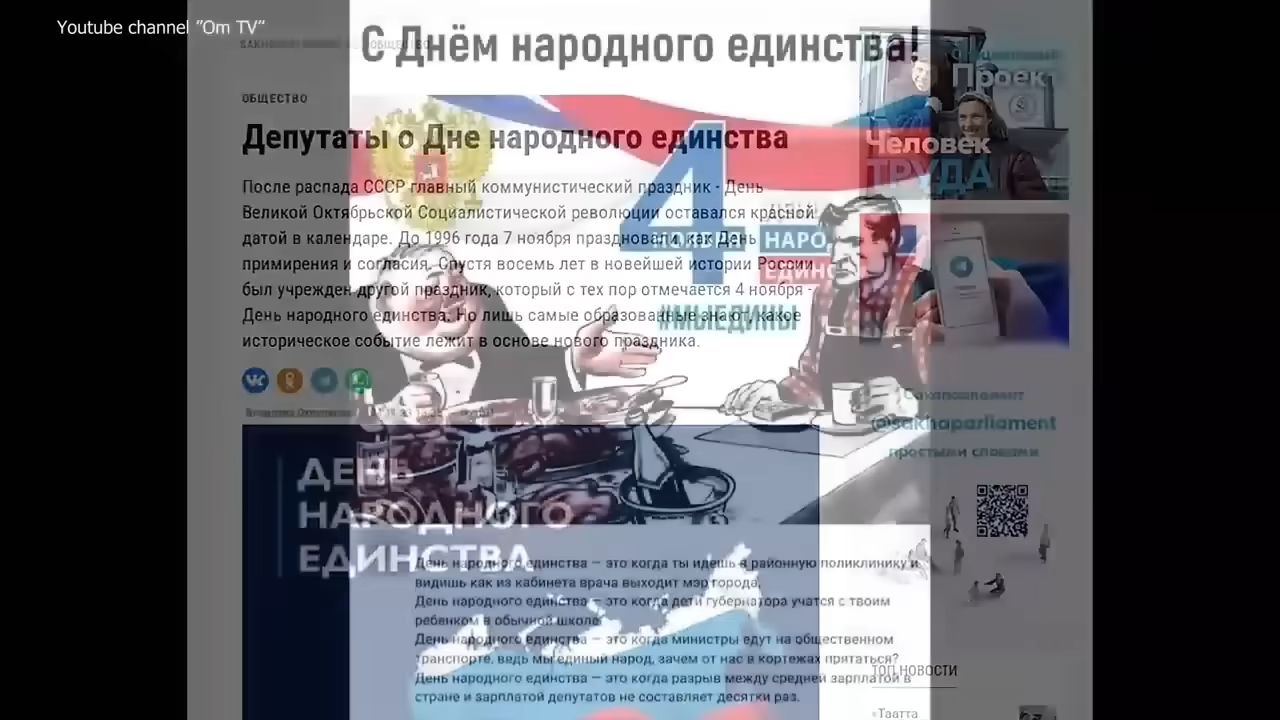 Youtube channel "Om TV"
С Днём народного единства!
ОБЩЕСТВО
Депутаты о Дне народного единства
После распада СССР главный коммунистический праздник - День
Великой Октябрьской Социалистической революции оставался красной
датой в календаре. До 1996 года 7 ноября праздновали, как День
примирения и согласия. Спустя восемь лет в новейшей истории России
был учрежден другой праздник, который с тех пор отмечается 4 ноября -
День народного единства. Но лишь самые образованные знают, какое
историческое событие лежит в основе нового праздника.
4
НОЯБРЯ
#МЫЕДИНЫ
ДЕНЬ
НАРОДНОГО
ЕДИНСТВА
День народного единства — это когда ты идешь в районную поликлинику и
видишь как из кабинета врача выходит мэр города,
День народного единства — это когда дети губернатора учатся с твоим
ребенком в обычной школе
День народного единства — это когда министры едут на общественном
транспорте, ведь мы единый народ, зачем от нас в кортежах прятаться?
День народного единства — это когда разрыв между средней зарплатой в
стране и зарплатой депутатов не составляет десятки раз.
Проект
Человек
ТРУДА
@sakhaparliament
простыми словами
ТОП НОВОСТИ
«Таатта